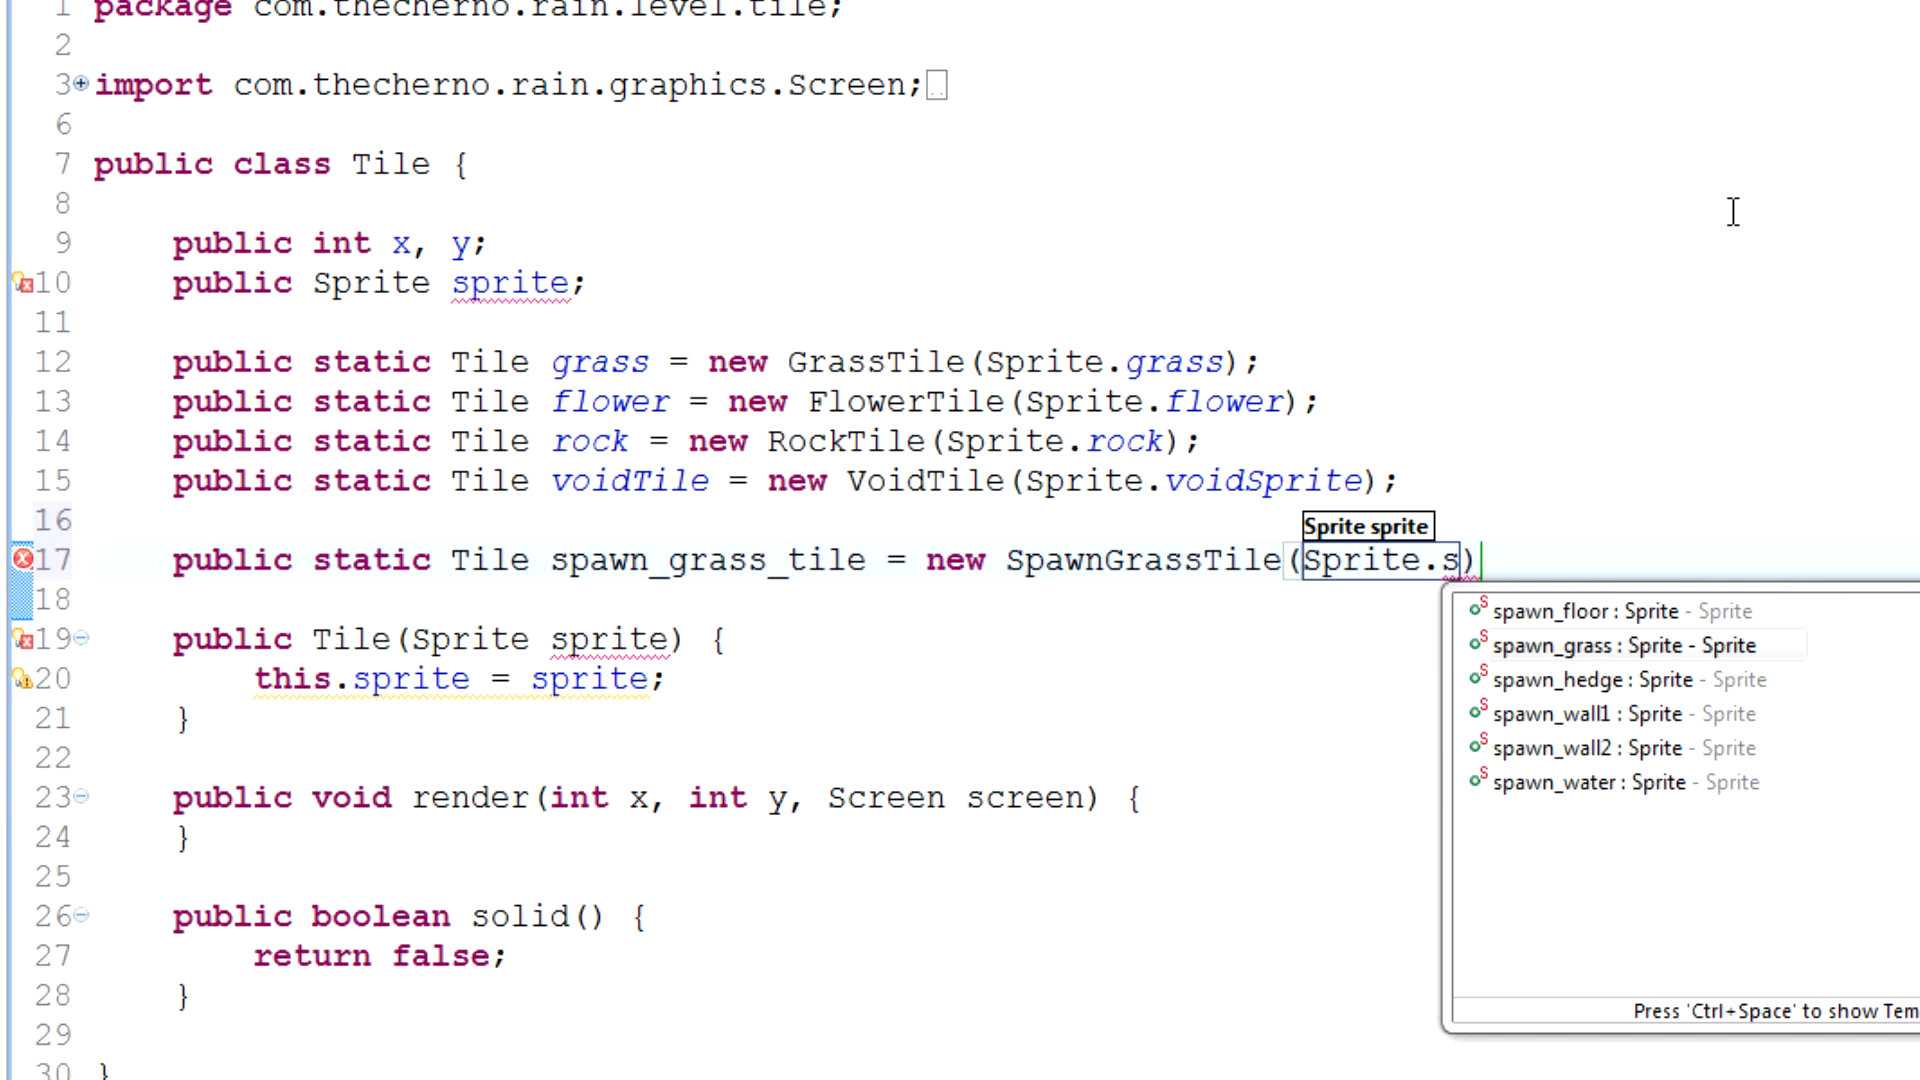 1 package com.thecherno.rain.level.tile;
2
3 import com.thecherno.rain.graphics.Screen;
6
7 public class Tile {
8
9 public int x, y;
10 public Sprite sprite;
11
12 public static Tile grass = new GrassTile(Sprite.grass);
13 public static Tile flower = new FlowerTile(Sprite.flower);
14 public static Tile rock = new RockTile(Sprite.rock);
15 public static Tile voidTile = new VoidTile(Sprite.voidSprite);
16
Sprite sprite
17 public static Tile spawn_grass_tile = new SpawnGrassTile(Sprite.s)
18
19 public Tile(Sprite sprite) {
20 this.sprite = sprite;
21 }
22
23 public void render(int x, int y, Screen screen) {
24 }
25
26 public boolean solid() {
27 return false;
28 }
29
30 }
spawn_floor : Sprite - Sprite
spawn_grass : Sprite - Sprite
spawn_hedge : Sprite - Sprite
spawn_wall1 : Sprite - Sprite
spawn_wall2 : Sprite - Sprite
spawn_water : Sprite - Sprite
Press 'Ctrl+Space' to show Tem